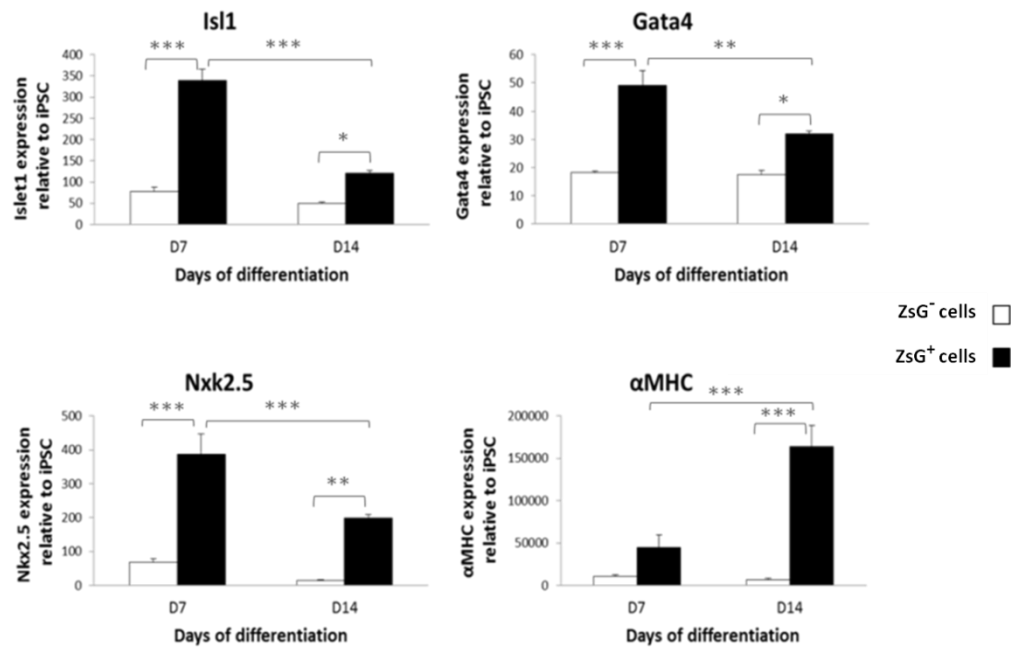 Isl1
***
***
*
400
350
300
250
200
150
100
50
0
Islet1 expression
relative to iPSC
D7
D14
Days of differentiation
Gata4
***
**
*
60
50
40
30
20
10
0
Gata4 expression
relative to iPSC
D7
D14
Days of differentiation
ZsG⁻ cells
ZsG⁺ cells
Nxk2.5
***
***
**
500
400
300
200
100
0
Nkx2.5 expression
relative to iPSC
D7
D14
Days of differentiation
αMHC
***
***
200000
150000
100000
50000
0
αMHC expression
relative to iPSC
D7
D14
Days of differentiation